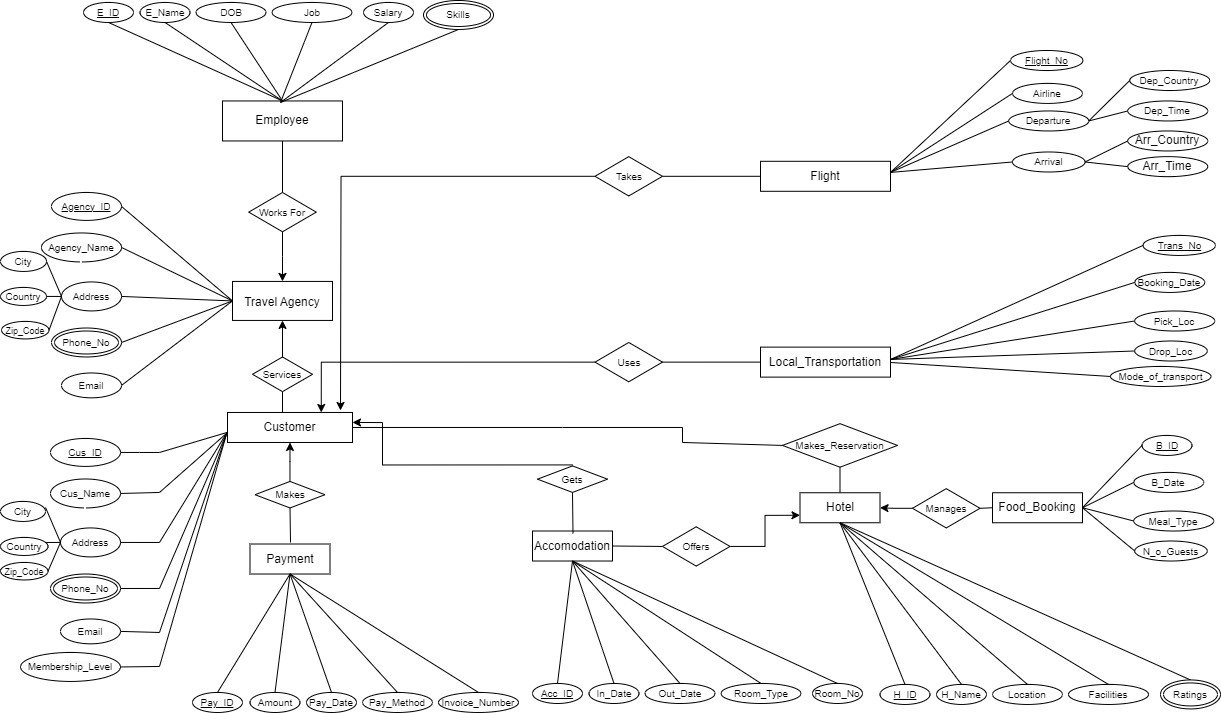 E_ID
E_Name
DOB
Job
Salary
Skills
Employee
Works For
Agency_ID
Agency_Name
City
Country
Address
Zip_Code
Phone_No
Email
Travel Agency
Services
Takes
Flight
Flight_No
Airline
Departure
Dep_Country
Dep_Time
Arrival
Arr_Country
Arr_Time
Uses
Local_Transportation
Trans_No
Booking_Date
Pick_Loc
Drop_Loc
Mode_of_transport
Customer
Cus_ID
Cus_Name
City
Country
Address
Zip_Code
Phone_No
Email
Membership_Level
Makes
Payment
Pay_ID
Amount
Pay_Date
Pay_Method
Invoice_Number
Gets
Accomodation
Offers
Acc_ID
In_Date
Out_Date
Room_Type
Room_No
Makes_Reservation
Hotel
Manages
Food_Booking
B_ID
B_Date
Meal_Type
N_o_Guests
H_ID
H_Name
Location
Facilities
Ratings